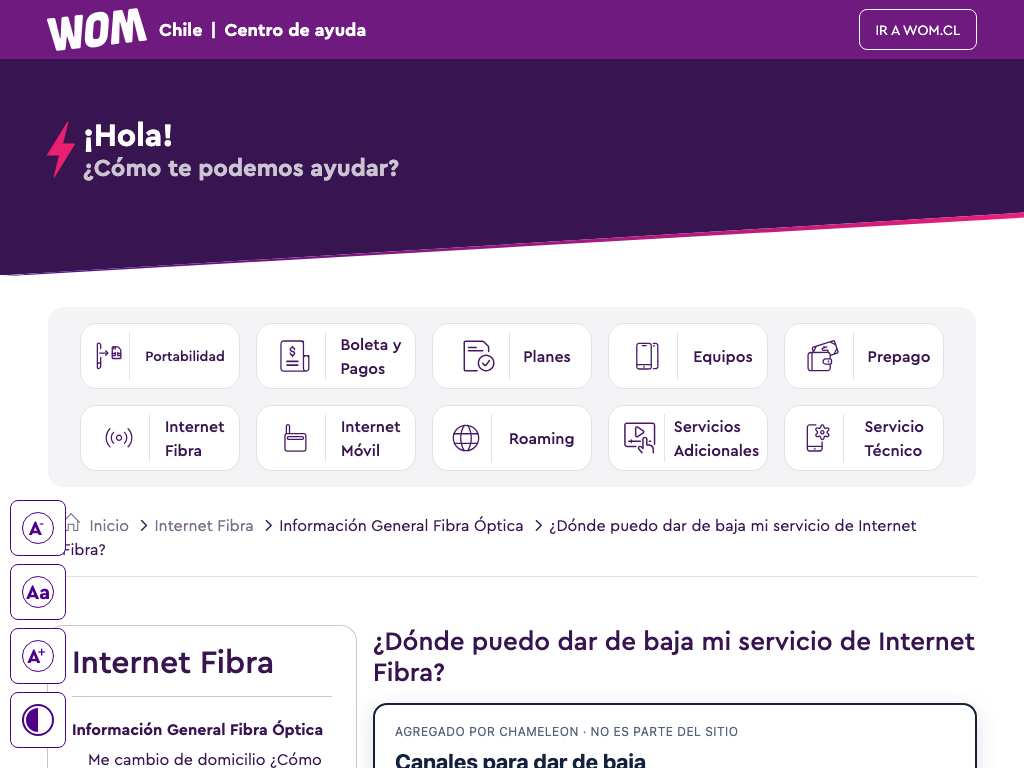 WOM Chile | Centro de ayuda
IR A WOM.CL
¡Hola!
¿Cómo te podemos ayudar?
Portabilidad
Boleta y
Pagos
Planes
Equipos
Prepago
Internet
Fibra
Internet
Móvil
Roaming
Servicios
Adicionales
Servicio
Técnico
Inicio > Internet Fibra > Información General Fibra Óptica > ¿Dónde puedo dar de baja mi servicio de Internet
Fibra?
A-
Aa
A+
Internet Fibra
Información General Fibra Óptica
Me cambio de domicilio ¿Cómo
¿Dónde puedo dar de baja mi servicio de Internet
Fibra?
AGREGADO POR CHAMELEON · NO ES PARTE DEL SITIO
Canales para dar de baja